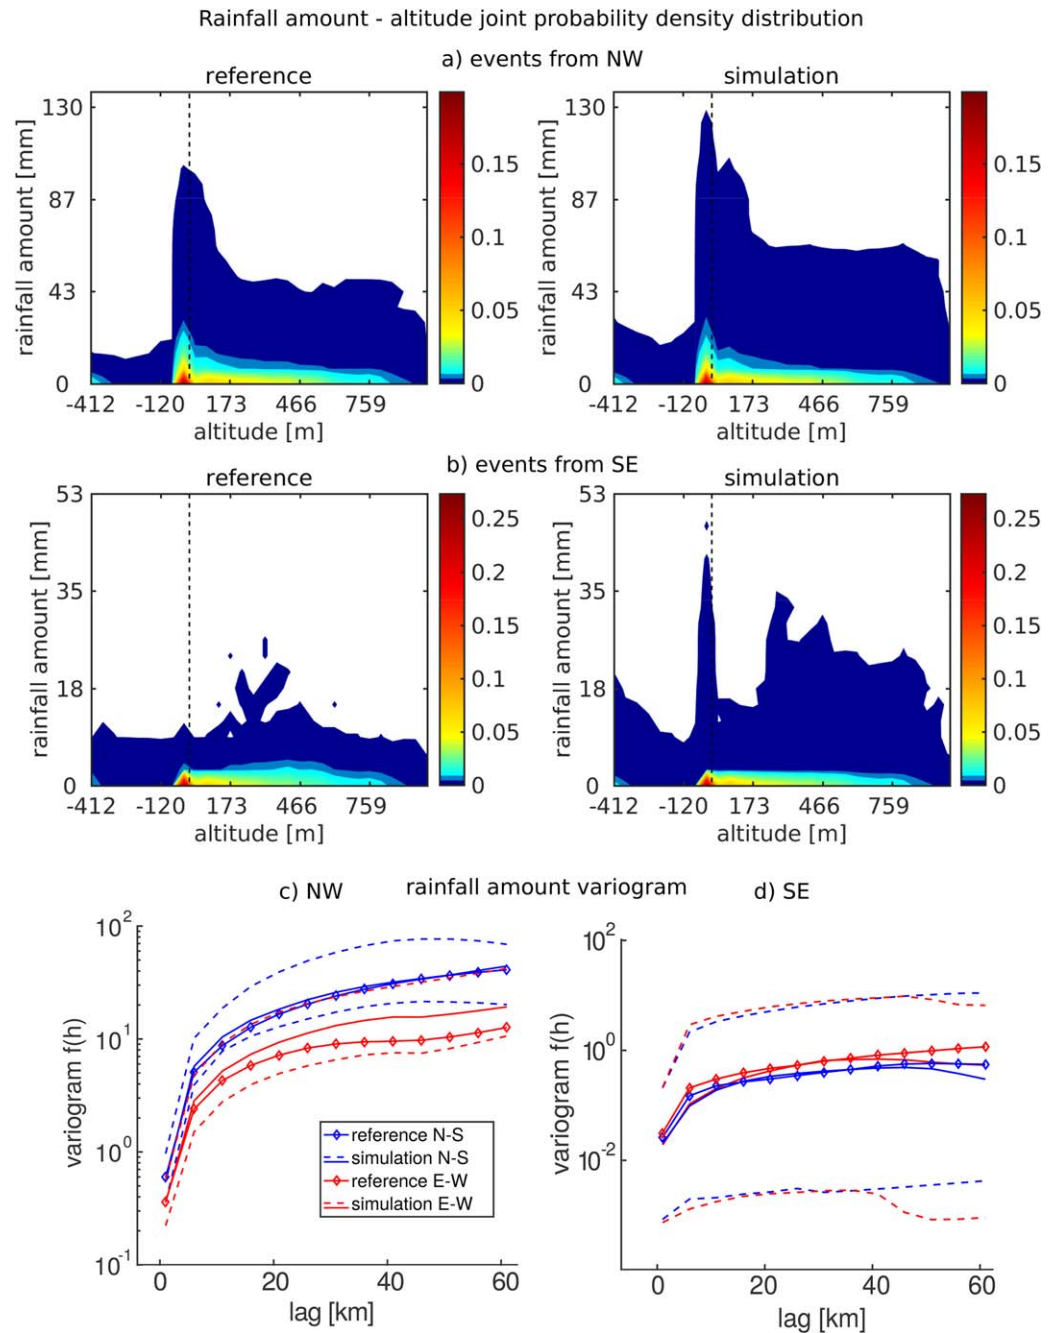 Rainfall amount - altitude joint probability density distribution
a) events from NW
reference
simulation
rainfall amount [mm]
130
87
43
0
-412 -120 173 466 759
altitude [m]
0.15
0.1
0.05
0
rainfall amount [mm]
130
87
43
0
-412 -120 173 466 759
altitude [m]
0.15
0.1
0.05
0
b) events from SE
reference
simulation
rainfall amount [mm]
53
35
18
0
-412 -120 173 466 759
altitude [m]
0.25
0.2
0.15
0.1
0.05
0
rainfall amount [mm]
53
35
18
0
-412 -120 173 466 759
altitude [m]
0.25
0.2
0.15
0.1
0.05
0
c) NW rainfall amount variogram d) SE
variogram f(h)
10^2
10^1
10^0
10^-1
0 20 40 60
lag [km]
reference N-S
simulation N-S
reference E-W
simulation E-W
variogram f(h)
10^2
10^0
10^-2
0 20 40 60
lag [km]